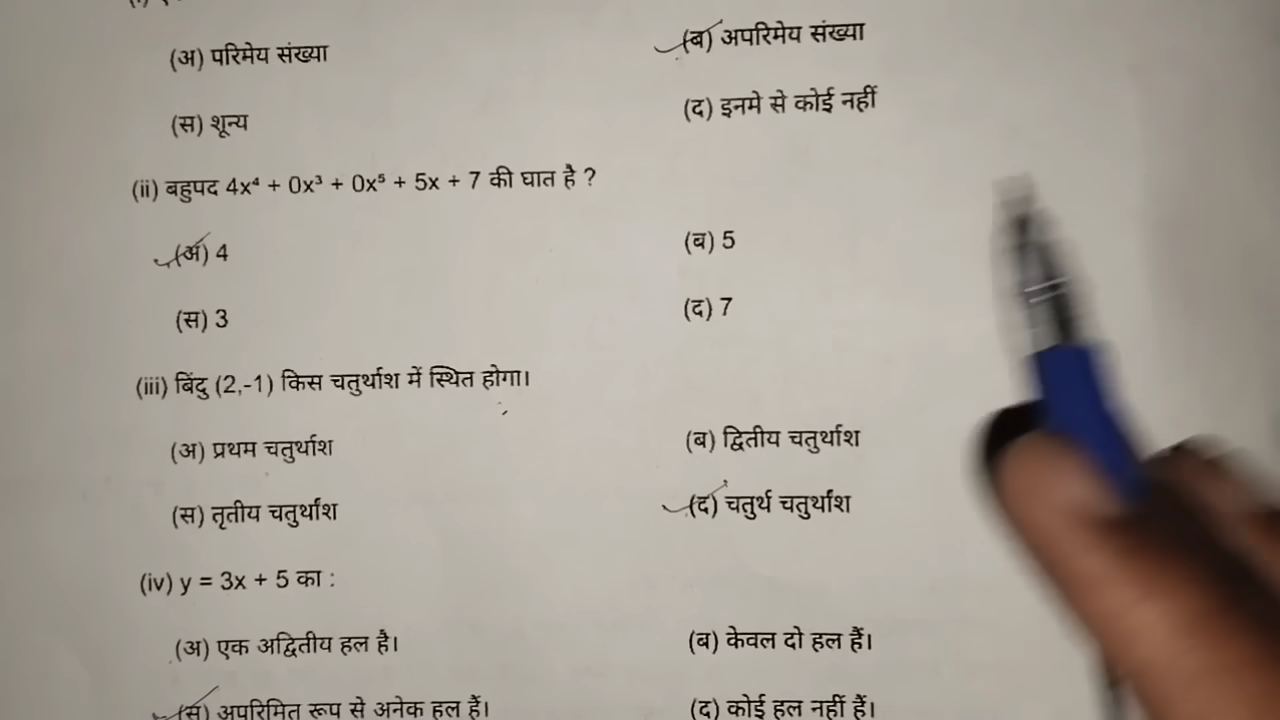 (अ) परिमेय संख्या (ब) अपरिमेय संख्या
(स) शून्य (द) इनमे से कोई नहीं
(ii) बहुपद 4x⁴ + 0x³ + 0x⁵ + 5x + 7 की घात है ?
(अ) 4 (ब) 5
(स) 3 (द) 7
(iii) बिंदु (2,-1) किस चतुर्थाश में स्थित होगा।
(अ) प्रथम चतुर्थाश (ब) द्वितीय चतुर्थाश
(स) तृतीय चतुर्थांश (द) चतुर्थ चतुर्थांश
(iv) y = 3x + 5 का :
(अ) एक अद्वितीय हल है। (ब) केवल दो हल हैं।
(स) अपरिमित रूप से अनेक हल हैं। (द) कोई हल नहीं हैं।